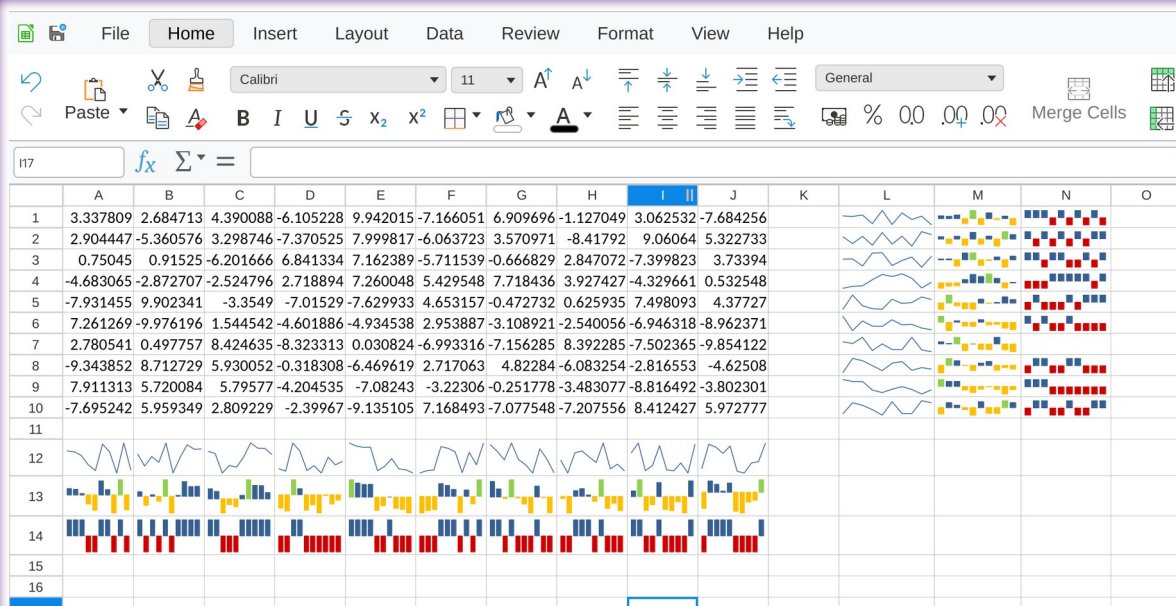 File Home Insert Layout Data Review Format View Help
Calibri 11 General
Paste Merge Cells
B I U S X₂ X² A % 0.0 .00 .00
I17 fx Σ =
A B C D E F G H I J K L M N O
1 3.337809 2.684713 4.390088 -6.105228 9.942015 -7.166051 6.909696 -1.127049 3.062532 -7.684256
2 2.904447 -5.360576 3.298746 -7.370525 7.999817 -6.063723 3.570971 -8.41792 9.06064 5.322733
3 0.75045 0.91525 -6.201666 6.841334 7.162389 -5.711539 -0.666829 2.847072 -7.399823 3.73394
4 -4.683065 -2.872707 -2.524796 2.718894 7.260048 5.429548 7.718436 3.927427 -4.329661 0.532548
5 -7.931455 9.902341 -3.3549 -7.01529 -7.629933 4.653157 -0.472732 0.625935 7.498093 4.37727
6 7.261269 -9.976196 1.544542 -4.601886 -4.934538 2.953887 -3.108921 -2.540056 -6.946318 -8.962371
7 2.780541 0.497757 8.424635 -8.323313 0.030824 -6.993316 -7.156285 8.392285 -7.502365 -9.854122
8 -9.343852 8.712729 5.930052 -0.318308 -6.469619 2.717063 4.82284 -6.083254 -2.816553 -4.62508
9 7.911313 5.720084 5.79577 -4.204535 -7.08243 -3.22306 -0.251778 -3.483077 -8.816492 -3.802301
10 -7.695242 5.959349 2.809229 -2.39967 -9.135105 7.168493 -7.077548 -7.207556 8.412427 5.972777
11
12
13
14
15
16